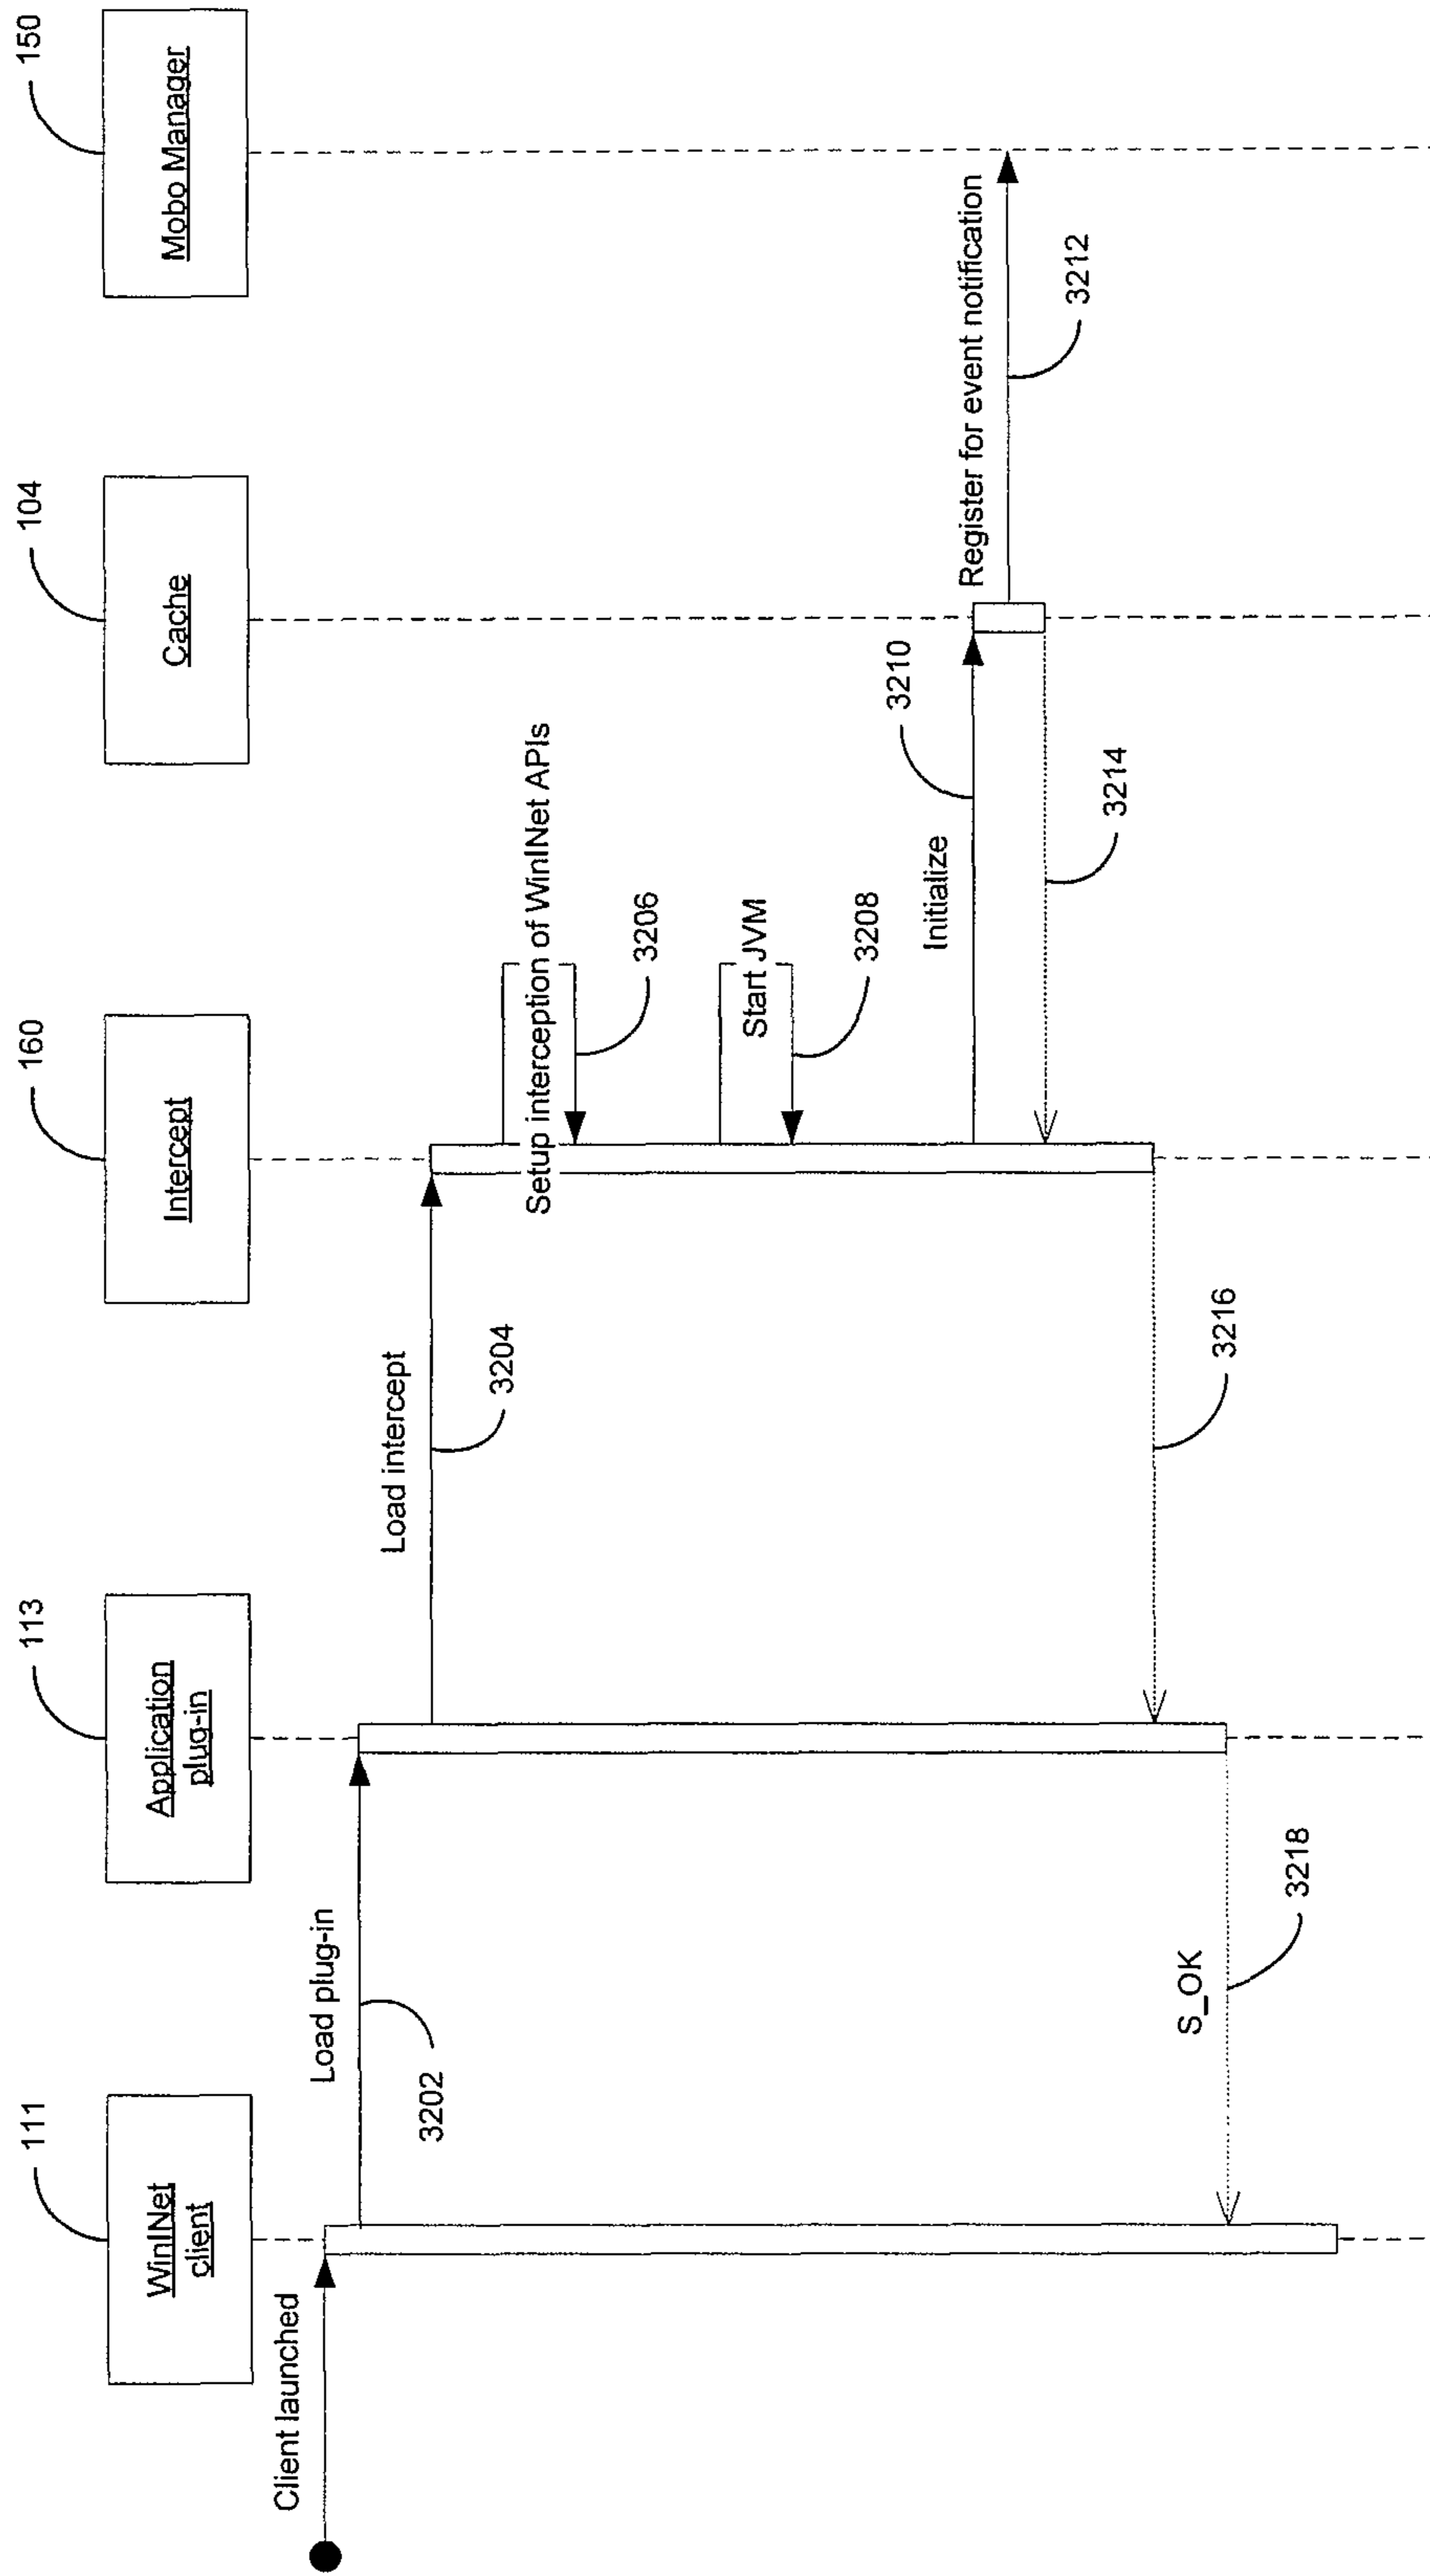 111
WinINet
client
113
Application
plug-in
160
Intercept
104
Cache
150
Mobo Manager
Client launched
Load plug-in
3202
Load intercept
3204
Setup interception of WinINet APIs
3206
Start JVM
3208
Initialize
3210
Register for event notification
3212
3214
3216
S_OK
3218